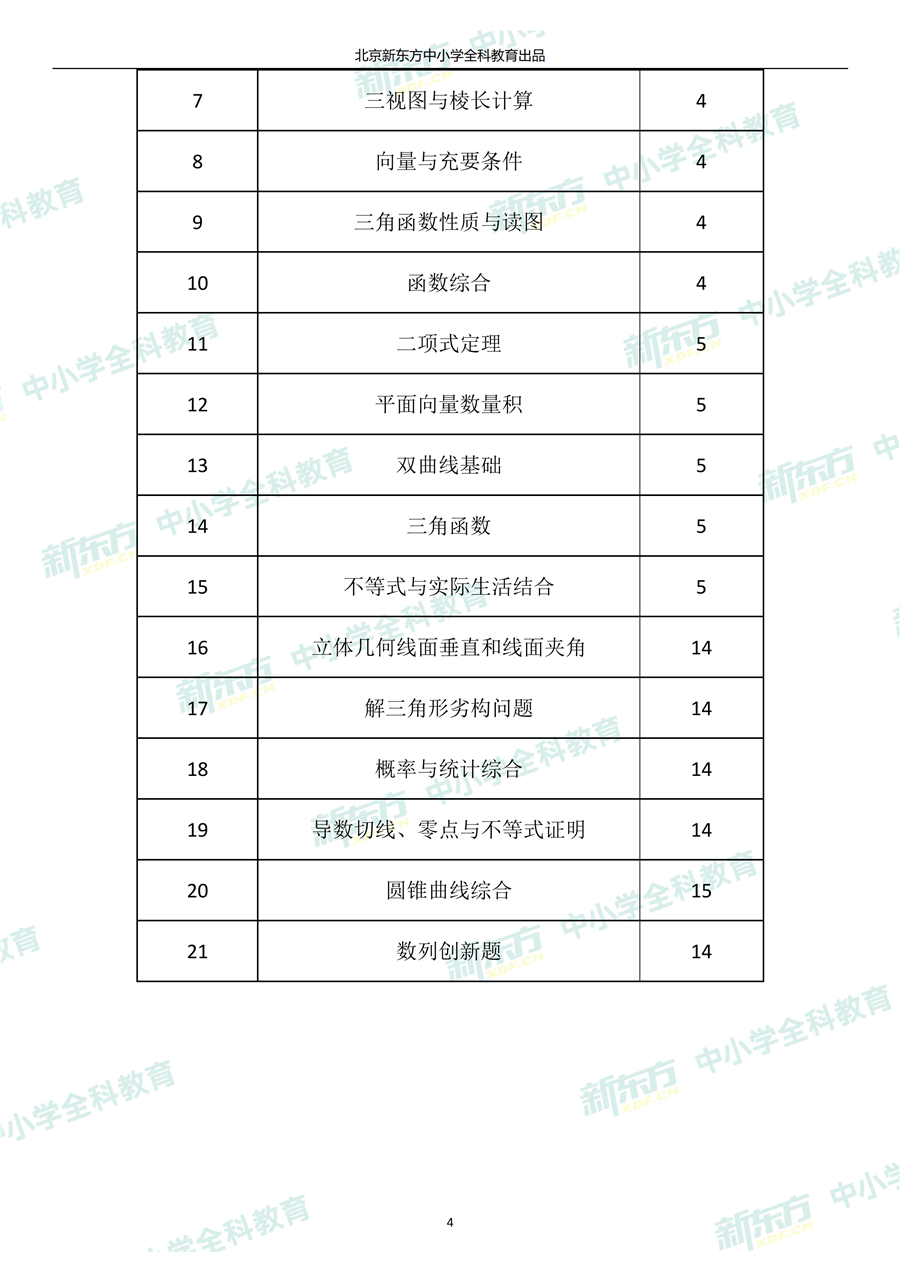 北京新东方中小学全科教育出品
7 三视图与棱长计算 4
8 向量与充要条件 4
9 三角函数性质与读图 4
10 函数综合 4
11 二项式定理 5
12 平面向量数量积 5
13 双曲线基础 5
14 三角函数 5
15 不等式与实际生活结合 5
16 立体几何线面垂直和线面夹角 14
17 解三角形劣构问题 14
18 概率与统计综合 14
19 导数切线、零点与不等式证明 14
20 圆锥曲线综合 15
21 数列创新题 14
新东方 XDF.CN 中小学全科教育
4